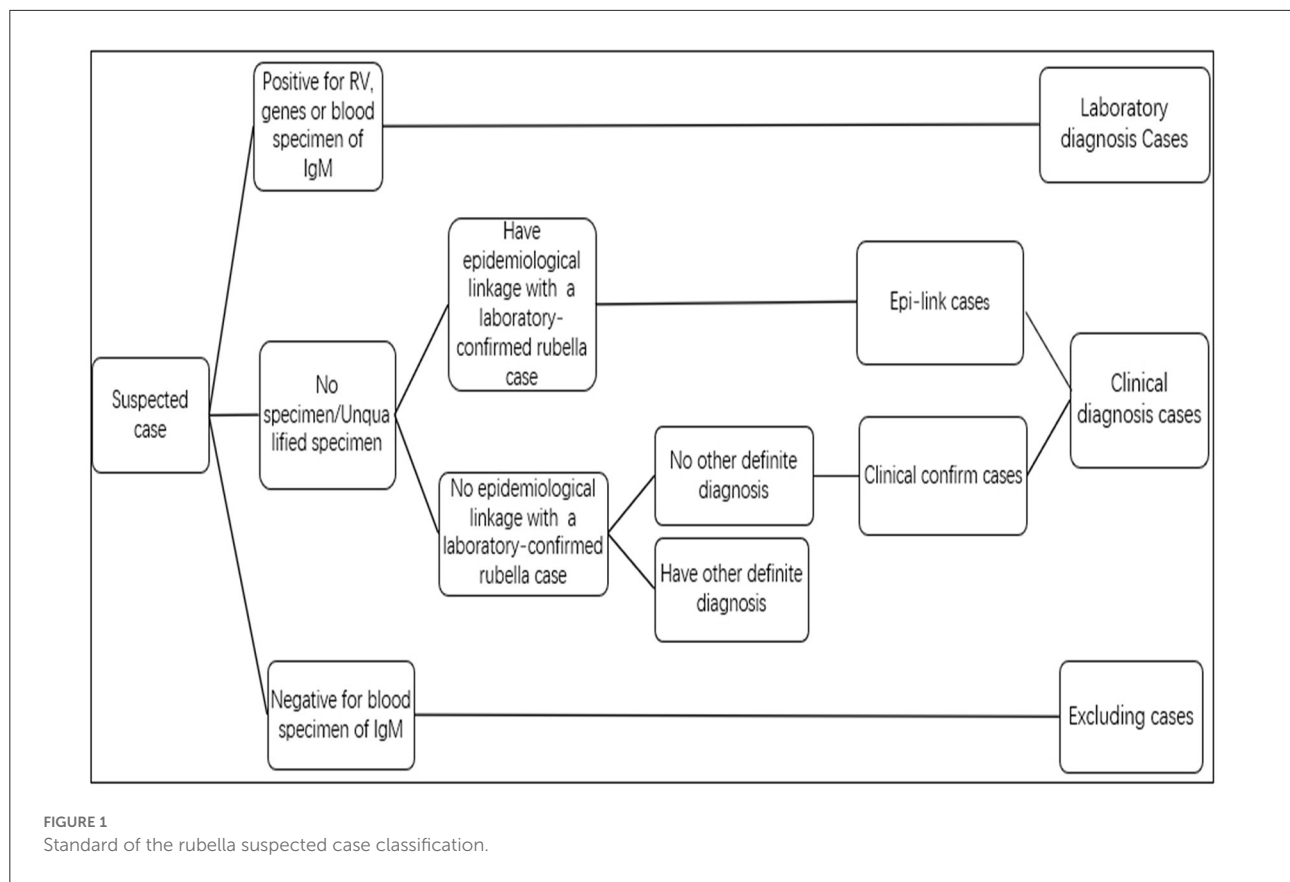 Positive for RV,
genes or blood
specimen of
IgM
Laboratory
diagnosis Cases
Have
epidemiological
linkage with a
laboratory-
confirmed rubella
case
Epi-link cases
Suspected
case
No
specimen/Unqua
lified specimen
Clinical
diagnosis cases
No epidemiological
linkage with a
laboratory-confirmed
rubella case
No other definite
diagnosis
Clinical confirm cases
Have other definite
diagnosis
Negative for blood
specimen of IgM
Excluding cases
FIGURE 1
Standard of the rubella suspected case classification.